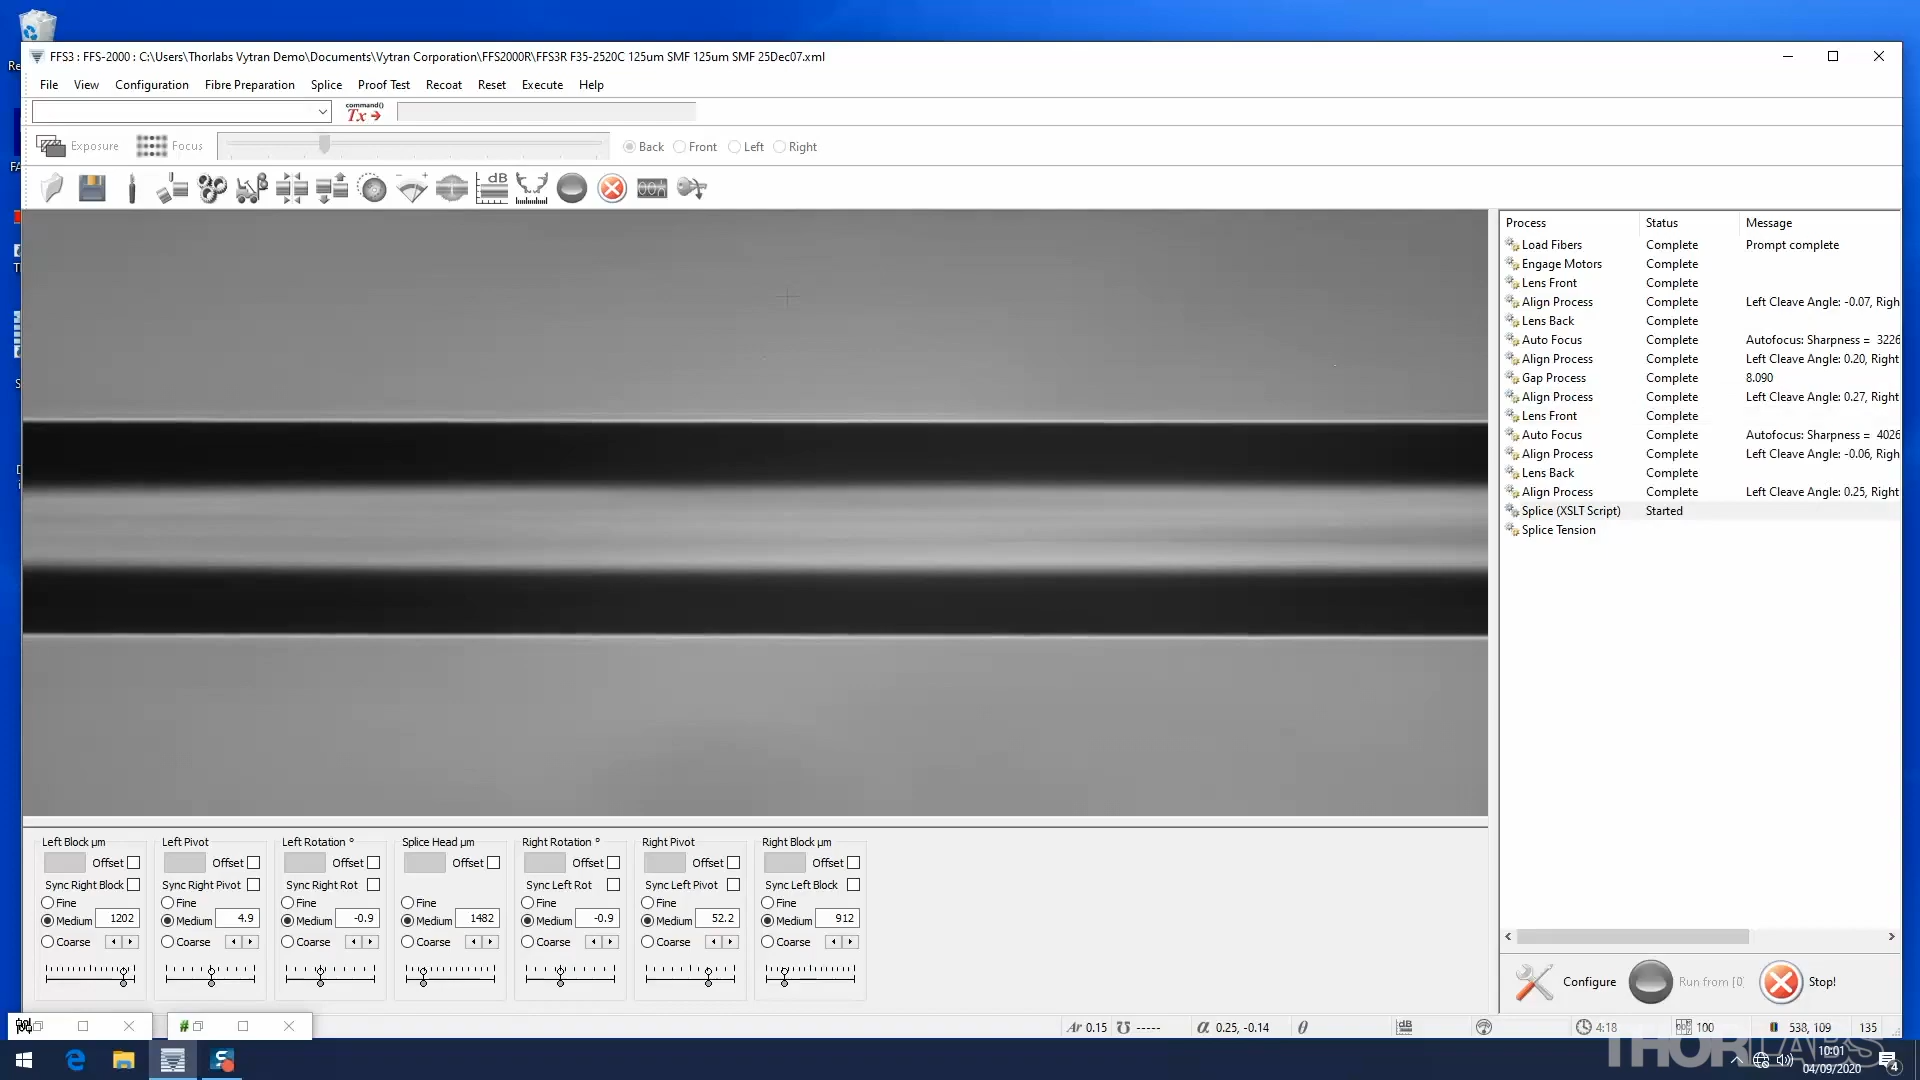 FFS3 : FFS-2000 : C:\Users\Thorlabs Vytran Demo\Documents\Vytran Corporation\FFS2000R\FFS3R F35-2520C 125um SMF 125um SMF 25Dec07.xml
File View Configuration Fibre Preparation Splice Proof Test Recoat Reset Execute Help
command()
Tx
Exposure Focus Back Front Left Right
dB
Process Status Message
Load Fibers Complete Prompt complete
Engage Motors Complete
Lens Front Complete
Align Process Complete Left Cleave Angle: -0.07, Righ
Lens Back Complete
Auto Focus Complete Autofocus: Sharpness = 3226
Align Process Complete Left Cleave Angle: 0.20, Right
Gap Process Complete 8.090
Align Process Complete Left Cleave Angle: 0.27, Right
Lens Front Complete
Auto Focus Complete Autofocus: Sharpness = 4026
Align Process Complete Left Cleave Angle: -0.06, Righ
Lens Back Complete
Align Process Complete Left Cleave Angle: 0.25, Right
Splice (XSLT Script) Started
Splice Tension
Left Block µm Left Pivot Left Rotation ° Splice Head µm Right Rotation ° Right Pivot Right Block µm
Offset Offset Offset Offset Offset Offset Offset
Sync Right Block Sync Right Pivot Sync Right Rot Sync Left Rot Sync Left Pivot Sync Left Block
Fine Fine Fine Fine Fine Fine Fine
Medium 1202 Medium 4.9 Medium -0.9 Medium 1482 Medium -0.9 Medium 52.2 Medium 912
Coarse Coarse Coarse Coarse Coarse Coarse Coarse
Configure Run from [0] Stop!
Ar 0.15 ʊ ----- α 0.25, -0.14 θ dB 4:18 100 538, 109 135
THORLABS
10:01
04/09/2020
4